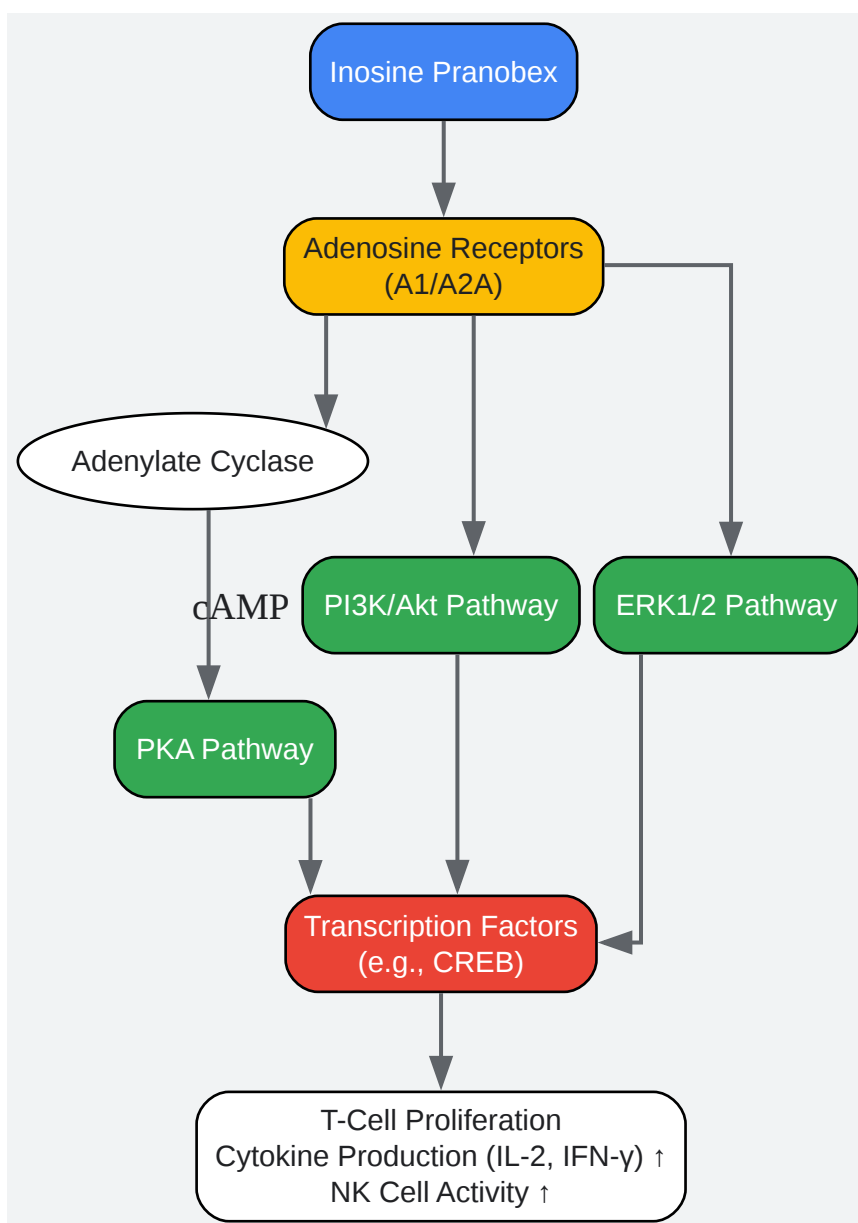 Inosine Pranobex
Adenosine Receptors
(A1/A2A)
Adenylate Cyclase
cAMP
PI3K/Akt Pathway
ERK1/2 Pathway
PKA Pathway
Transcription Factors
(e.g., CREB)
T-Cell Proliferation
Cytokine Production (IL-2, IFN-γ) ↑
NK Cell Activity ↑